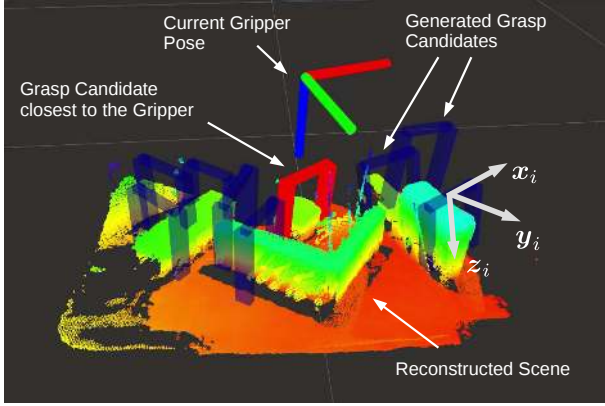 Current Gripper
Pose
Generated Grasp
Candidates
Grasp Candidate
closest to the Gripper
x_i
y_i
z_i
Reconstructed Scene